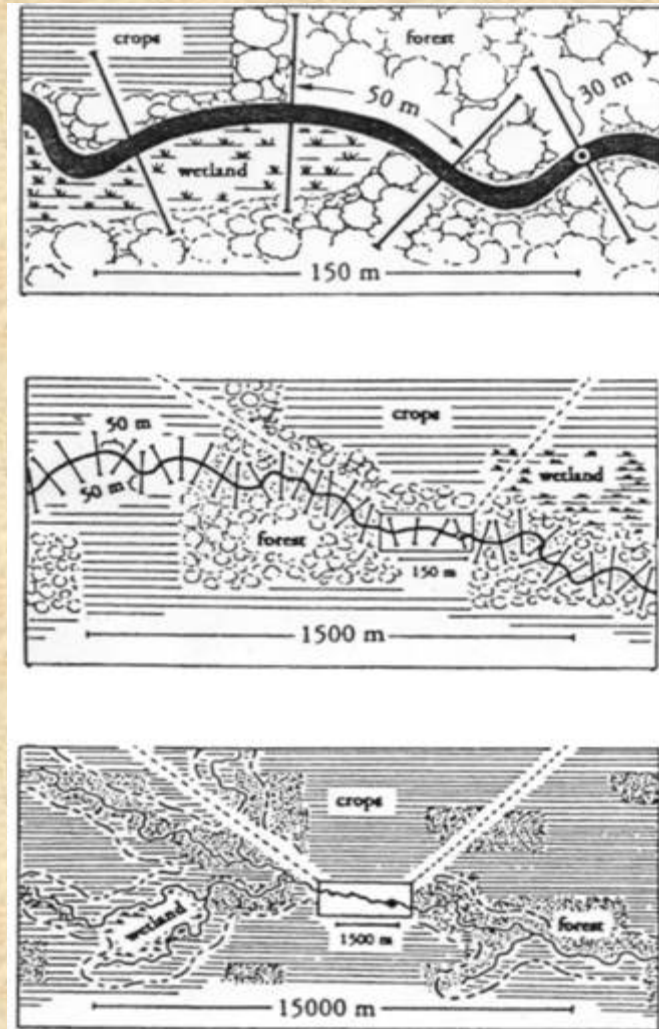 crops
forest
50 m
30 m
wetland
150 m
50 m
crops
50 m
wetland
forest
150 m
1500 m
crops
wetland
1500 m
forest
15000 m